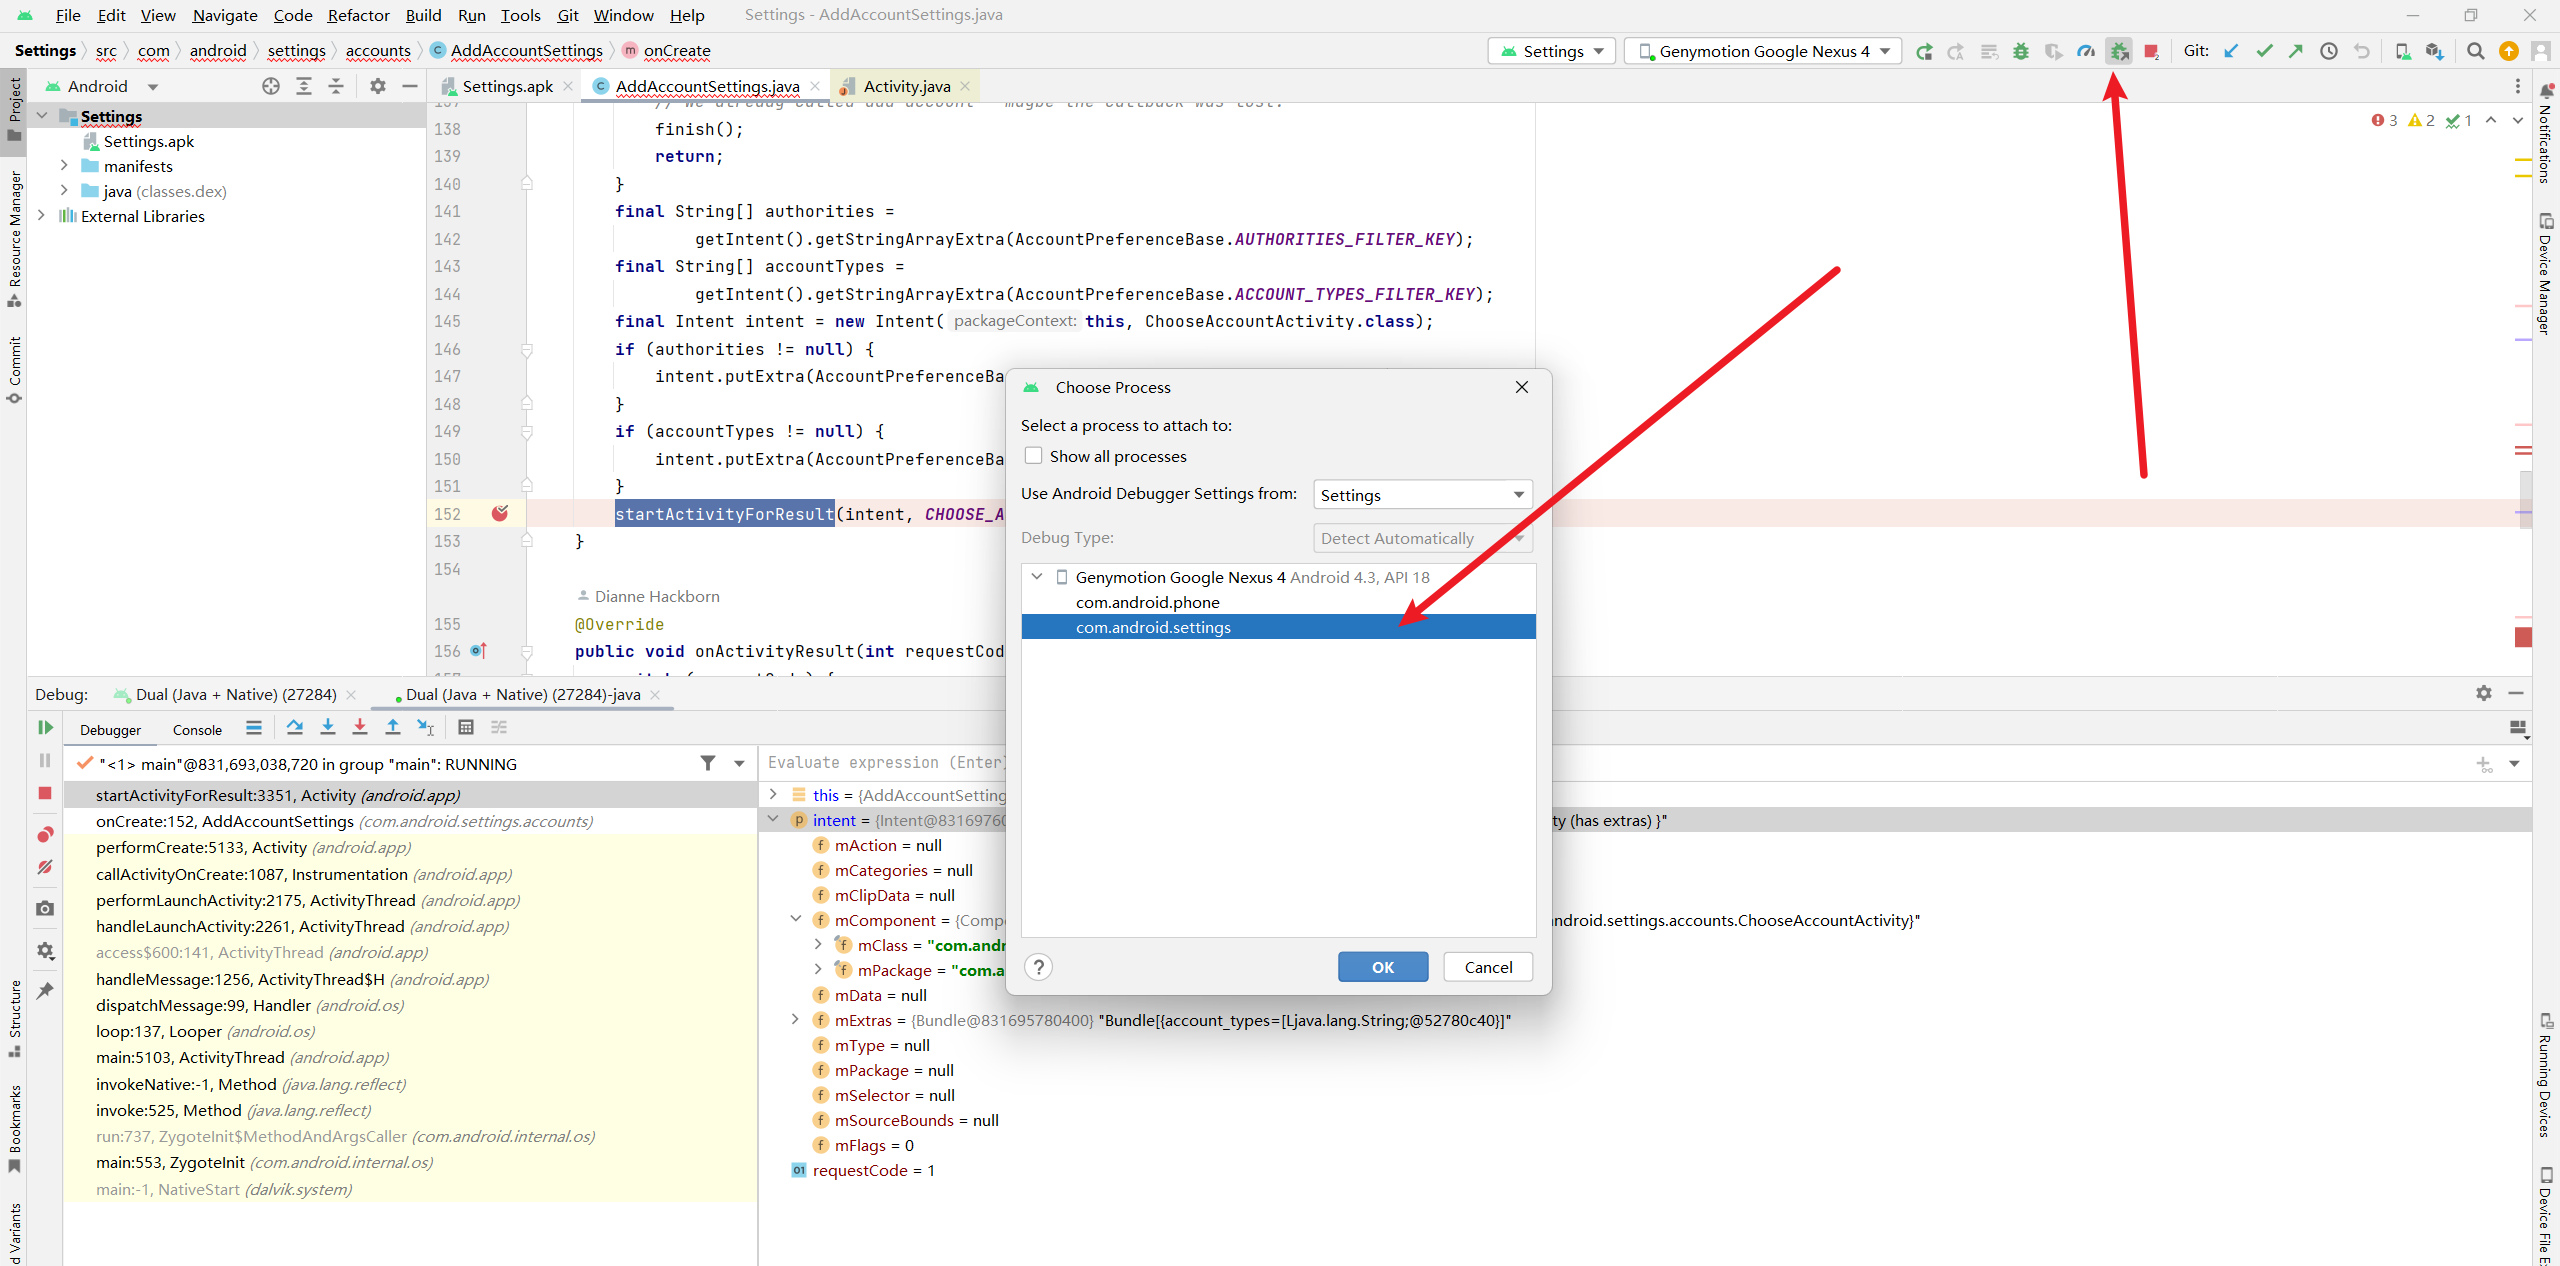 File Edit View Navigate Code Refactor Build Run Tools Git Window Help Settings - AddAccountSettings.java
Settings src com android settings accounts C AddAccountSettings m onCreate Settings Genymotion Google Nexus 4 Git:
Project
Resource Manager
Commit
Structure
Bookmarks
d Variants
Android
Settings
Settings.apk
manifests
java (classes.dex)
External Libraries
Settings.apk C AddAccountSettings.java Activity.java
3 2 1
138 finish();
139 return;
140 }
141 final String[] authorities =
142 getIntent().getStringArrayExtra(AccountPreferenceBase.AUTHORITIES_FILTER_KEY);
143 final String[] accountTypes =
144 getIntent().getStringArrayExtra(AccountPreferenceBase.ACCOUNT_TYPES_FILTER_KEY);
145 final Intent intent = new Intent( packageContext: this, ChooseAccountActivity.class);
146 if (authorities != null) {
147 intent.putExtra(AccountPreferenceBa
148 }
149 if (accountTypes != null) {
150 intent.putExtra(AccountPreferenceBa
151 }
152 startActivityForResult(intent, CHOOSE_A
153 }
154
Dianne Hackborn
155 @Override
156 public void onActivityResult(int requestCod
Choose Process
Select a process to attach to:
Show all processes
Use Android Debugger Settings from: Settings
Debug Type: Detect Automatically
Genymotion Google Nexus 4 Android 4.3, API 18
com.android.phone
com.android.settings
? OK Cancel
Notifications
Device Manager
Running Devices
Device File E
Debug: Dual (Java + Native) (27284) Dual (Java + Native) (27284)-java
Debugger Console
"<1> main"@831,693,038,720 in group "main": RUNNING
startActivityForResult:3351, Activity (android.app)
onCreate:152, AddAccountSettings (com.android.settings.accounts)
performCreate:5133, Activity (android.app)
callActivityOnCreate:1087, Instrumentation (android.app)
performLaunchActivity:2175, ActivityThread (android.app)
handleLaunchActivity:2261, ActivityThread (android.app)
access$600:141, ActivityThread (android.app)
handleMessage:1256, ActivityThread$H (android.app)
dispatchMessage:99, Handler (android.os)
loop:137, Looper (android.os)
main:5103, ActivityThread (android.app)
invokeNative:-1, Method (java.lang.reflect)
invoke:525, Method (java.lang.reflect)
run:737, ZygoteInit$MethodAndArgsCaller (com.android.internal.os)
main:553, ZygoteInit (com.android.internal.os)
main:-1, NativeStart (dalvik.system)
Evaluate expression (Enter)
this = {AddAccountSetting
p intent = {Intent@8316976 ty (has extras) }"
f mAction = null
f mCategories = null
f mClipData = null
f mComponent = {Comp ndroid.settings.accounts.ChooseAccountActivity}"
f mClass = "com.andr
f mPackage = "com.a
f mData = null
f mExtras = {Bundle@831695780400} "Bundle[{account_types=[Ljava.lang.String;@52780c40}]"
f mType = null
f mPackage = null
f mSelector = null
f mSourceBounds = null
f mFlags = 0
01 requestCode = 1